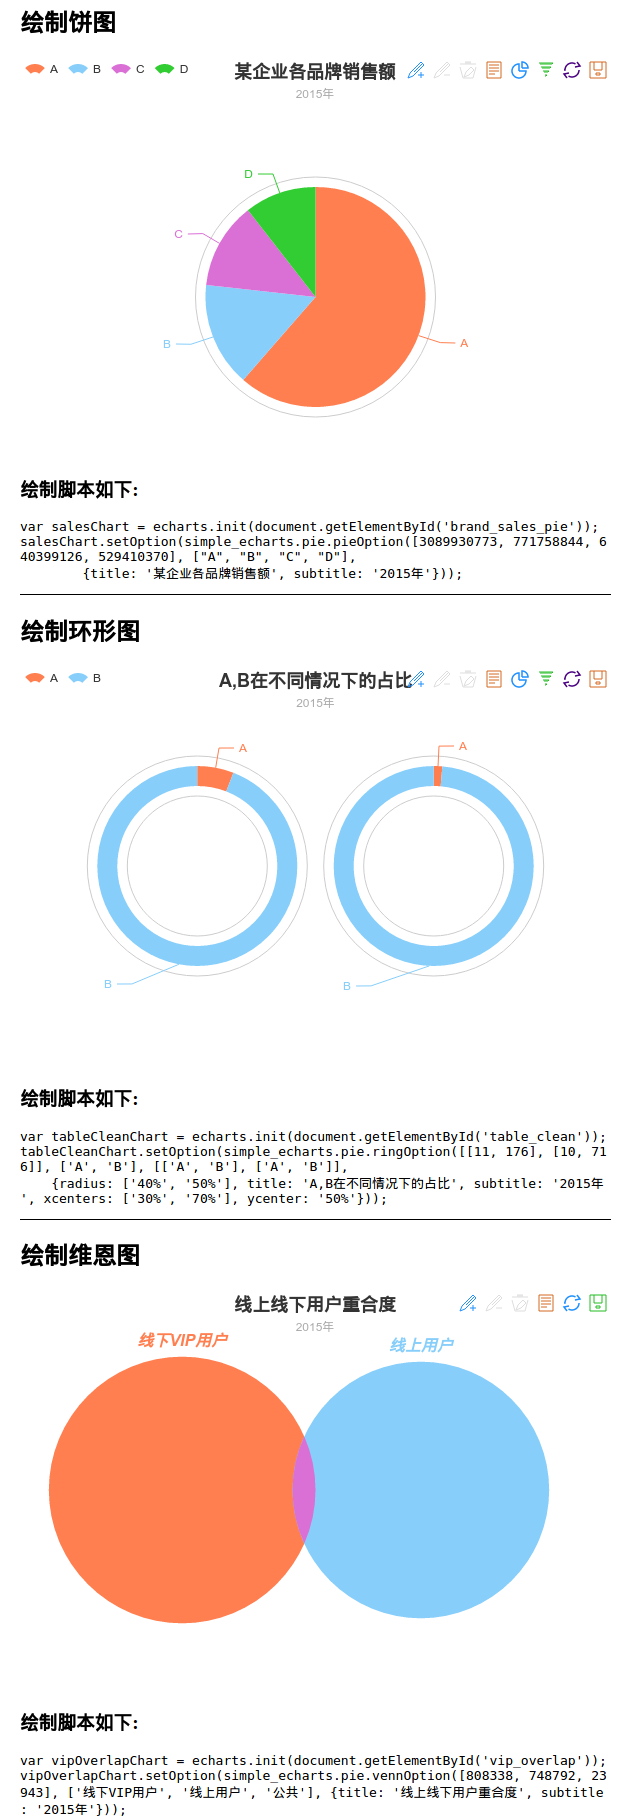 绘制饼图
A B C D 某企业各品牌销售额
2015年
D
C
B
A
绘制脚本如下:
var salesChart = echarts.init(document.getElementById('brand_sales_pie'));
salesChart.setOption(simple_echarts.pie.pieOption([3089930773, 771758844, 6
40399126, 529410370], ["A", "B", "C", "D"],
{title: '某企业各品牌销售额', subtitle: '2015年'}));
绘制环形图
A B A,B在不同情况下的占比
2015年
A A
B B
绘制脚本如下:
var tableCleanChart = echarts.init(document.getElementById('table_clean'));
tableCleanChart.setOption(simple_echarts.pie.ringOption([[11, 176], [10, 71
6]], ['A', 'B'], [['A', 'B'], ['A', 'B']],
{radius: ['40%', '50%'], title: 'A,B在不同情况下的占比', subtitle: '2015年
', xcenters: ['30%', '70%'], ycenter: '50%'}));
绘制维恩图
线上线下用户重合度
2015年
线下VIP用户 线上用户
绘制脚本如下:
var vipOverlapChart = echarts.init(document.getElementById('vip_overlap'));
vipOverlapChart.setOption(simple_echarts.pie.vennOption([808338, 748792, 23
943], ['线下VIP用户', '线上用户', '公共'], {title: '线上线下用户重合度', subtitle
: '2015年'}));